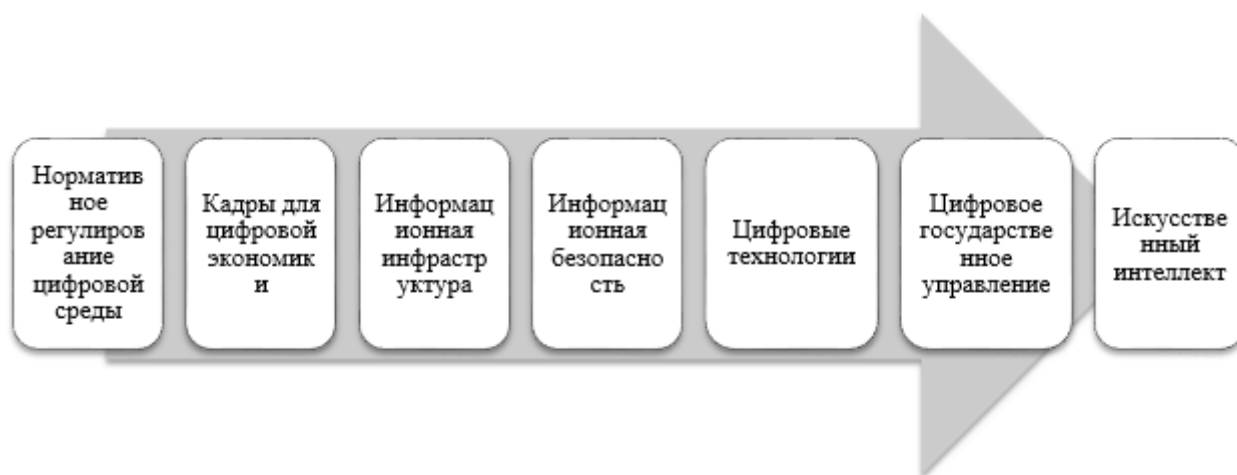 Норматив
ное
регулиров
ание
цифровой
среды
Кадры для
цифровой
экономик
и
Информац
ионная
инфрастр
уктура
Информац
ионная
безопасно
сть
Цифровые
технологии
Цифровое
государстве
нное
управление
Искусстве
нный
интеллект